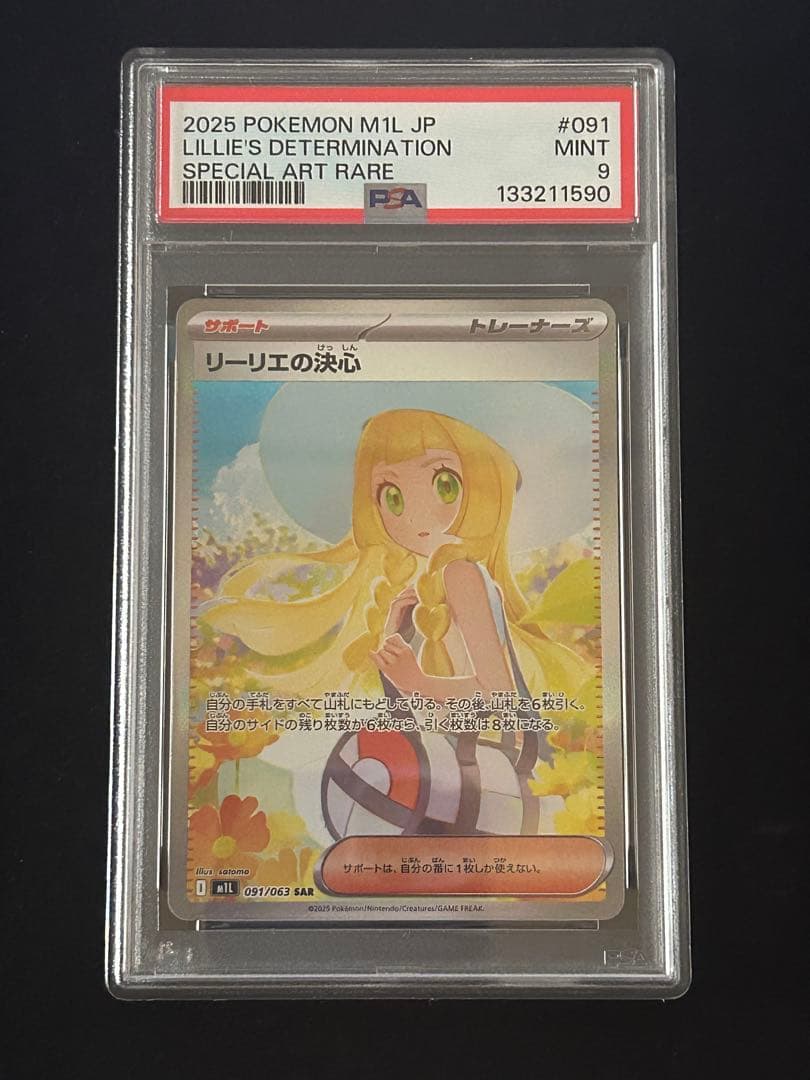 2025 POKEMON M1L JP #091
LILLIE'S DETERMINATION MINT
SPECIAL ART RARE 9
PSA 133211590
サポート トレーナーズ
けっ しん
リーリエの決心
じぶん てふだ やまふだ き ご やまふだ まい ひ
自分の手札をすべて山札にもどして切る。その後、山札を6枚引く。
じぶん のこ まいすう まい ひ まいすう まい
自分のサイドの残り枚数が6枚なら、引く枚数は8枚になる。
じぶん ばん まい つか
サポートは、自分の番に1枚しか使えない。
Illus. satoma
I M1L 091/063 SAR
©2025 Pokémon/Nintendo/Creatures/GAME FREAK.
PSA